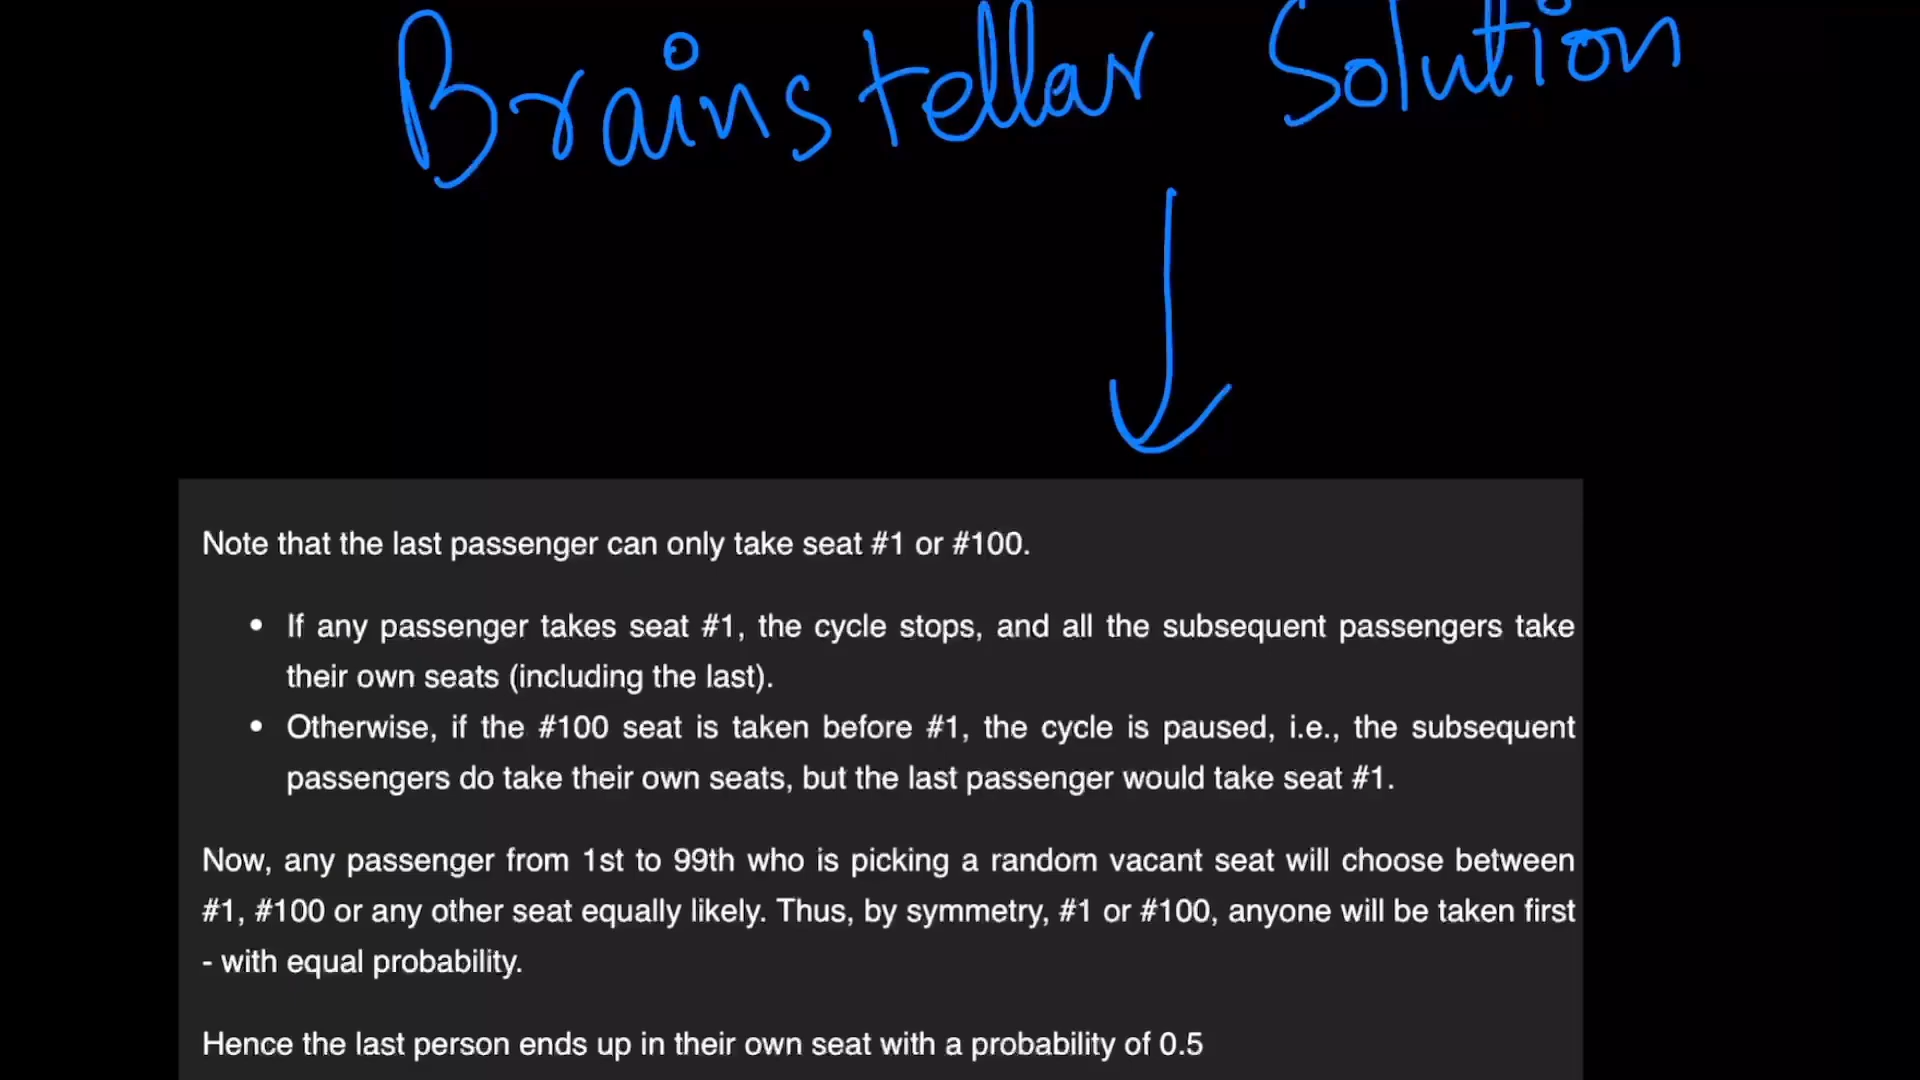 Brainstellar Solution
Note that the last passenger can only take seat #1 or #100.
• If any passenger takes seat #1, the cycle stops, and all the subsequent passengers take
their own seats (including the last).
• Otherwise, if the #100 seat is taken before #1, the cycle is paused, i.e., the subsequent
passengers do take their own seats, but the last passenger would take seat #1.
Now, any passenger from 1st to 99th who is picking a random vacant seat will choose between
#1, #100 or any other seat equally likely. Thus, by symmetry, #1 or #100, anyone will be taken first
- with equal probability.
Hence the last person ends up in their own seat with a probability of 0.5